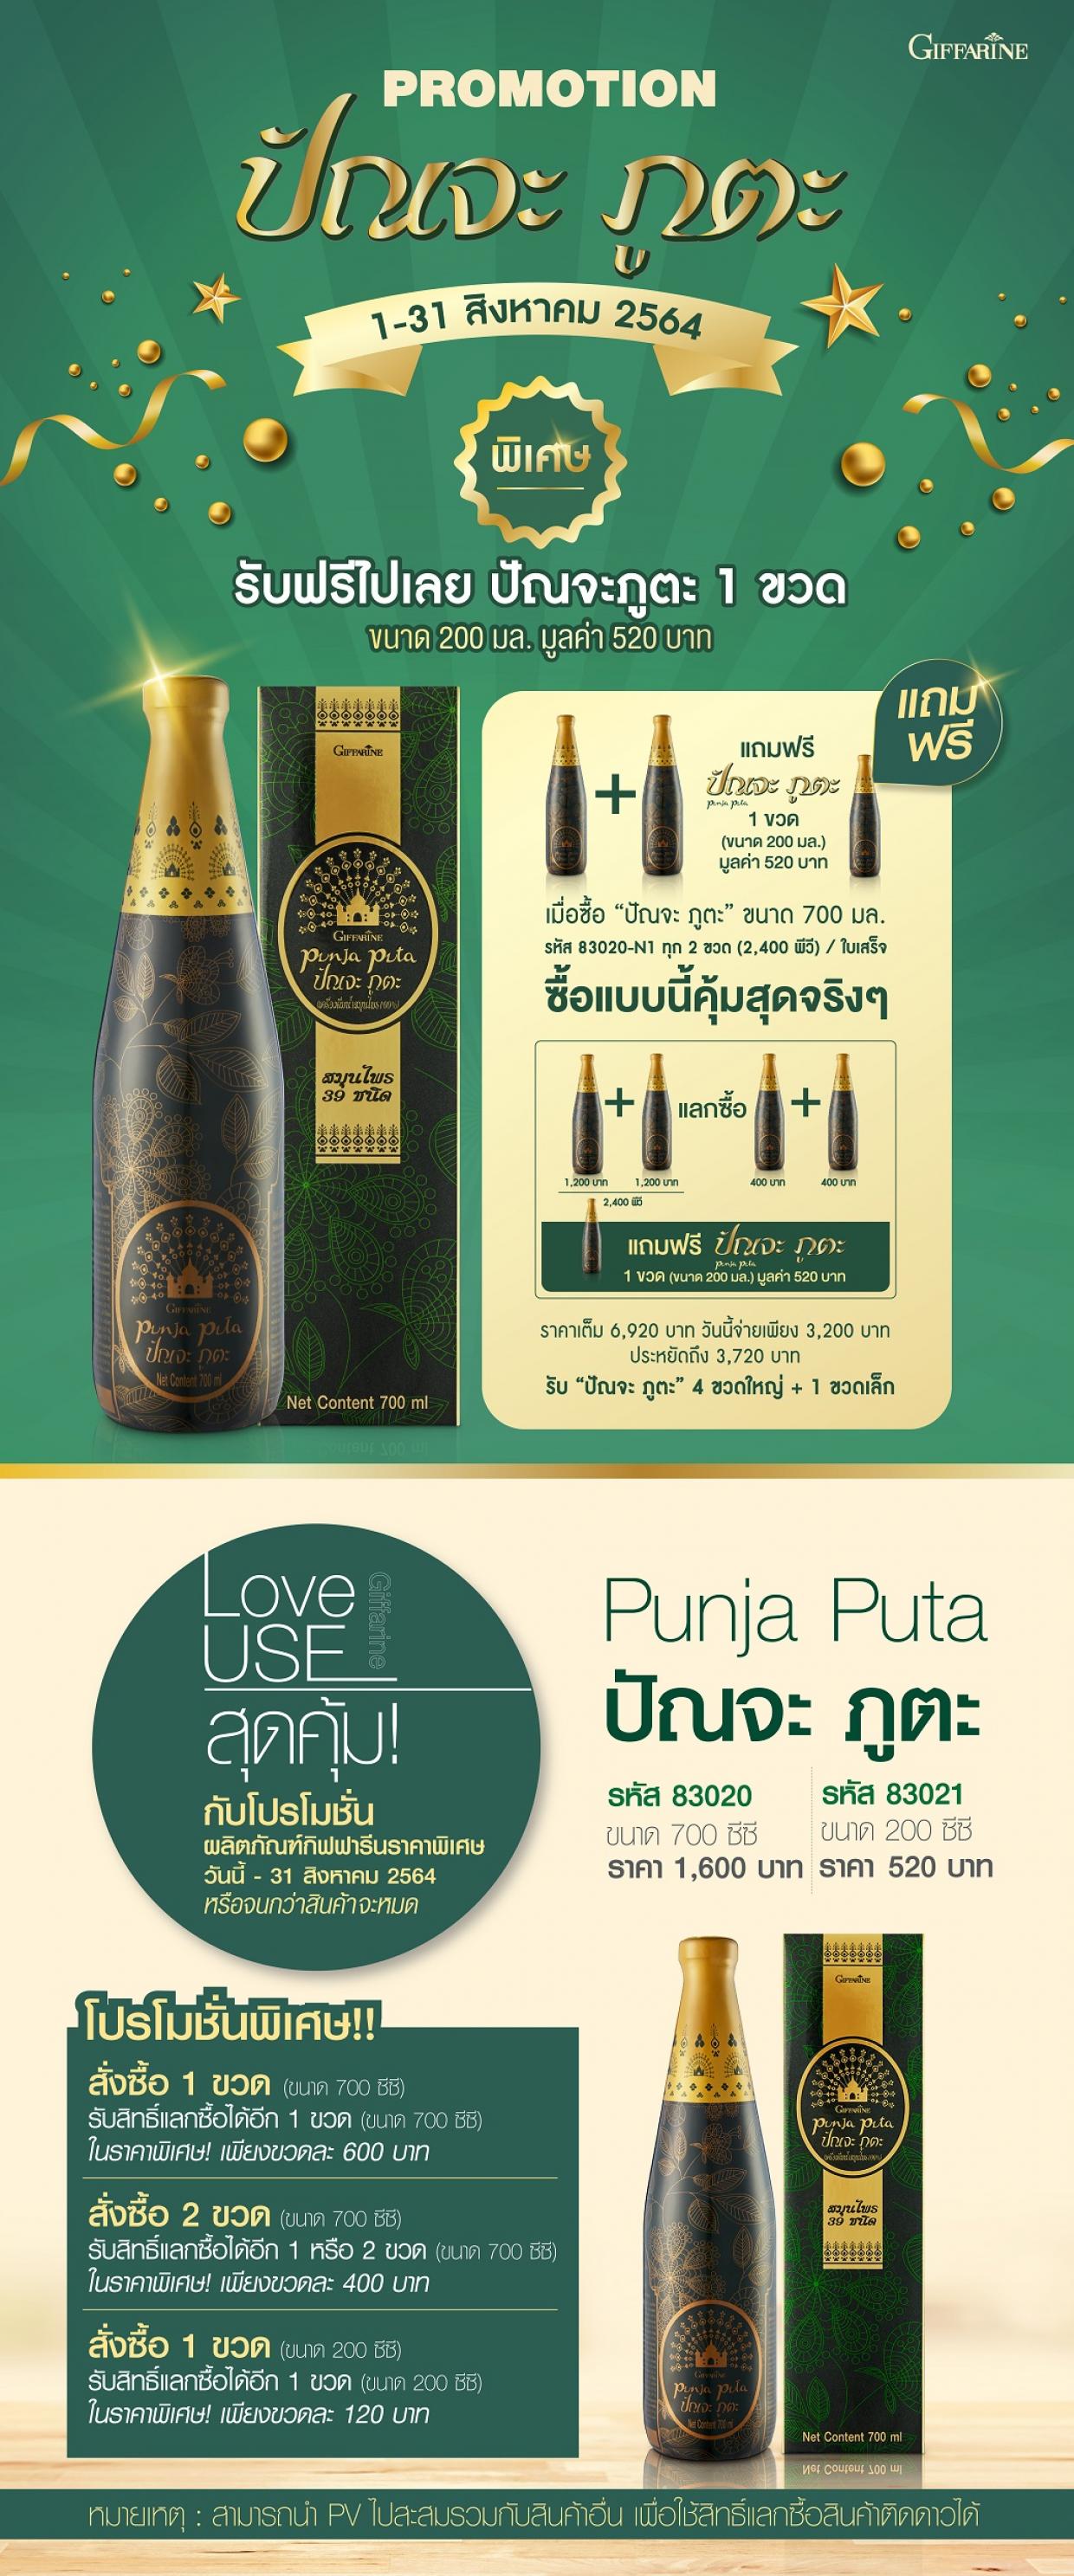 GIFFARINE
PROMOTION
ปัณจะ ภูตะ
1-31 สิงหาคม 2564
พิเศษ
รับฟรีไปเลย ปัณจะภูตะ 1 ขวด
ขนาด 200 มล. มูลค่า 520 บาท
แถม
ฟรี
GIFFARINE
GIFFARINE
Punja Puta
ปัณจะ ภูตะ
สมุนไพร
39 ชนิด
Net Content 700 ml
GIFFARINE
Punja Puta
ปัณจะ ภูตะ
Net Content 700 ml
+
แถมฟรี
ปัณจะ ภูตะ
Punja Puta
1 ขวด
(ขนาด 200 มล.)
มูลค่า 520 บาท
เมื่อซื้อ “ปัณจะ ภูตะ” ขนาด 700 มล.
รหัส 83020-N1 ทุก 2 ขวด (2,400 พีวี) / ใบเสร็จ
ซื้อแบบนี้คุ้มสุดจริงๆ
+ แลกซื้อ +
1,200 บาท 1,200 บาท 400 บาท 400 บาท
2,400 พีวี
แถมฟรี ปัณจะ ภูตะ
Punja Puta
1 ขวด (ขนาด 200 มล.) มูลค่า 520 บาท
ราคาเต็ม 6,920 บาท วันนี้จ่ายเพียง 3,200 บาท
ประหยัดถึง 3,720 บาท
รับ “ปัณจะ ภูตะ” 4 ขวดใหญ่ + 1 ขวดเล็ก
Love
USE
Giffarine
สุดคุ้ม!
กับโปรโมชั่น
ผลิตภัณฑ์กิฟฟารีนราคาพิเศษ
วันนี้ - 31 สิงหาคม 2564
หรือจนกว่าสินค้าจะหมด
Punja Puta
ปัณจะ ภูตะ
รหัส 83020 รหัส 83021
ขนาด 700 ซีซี ขนาด 200 ซีซี
ราคา 1,600 บาท ราคา 520 บาท
โปรโมชั่นพิเศษ!!
สั่งซื้อ 1 ขวด (ขนาด 700 ซีซี)
รับสิทธิ์แลกซื้อได้อีก 1 ขวด (ขนาด 700 ซีซี)
ในราคาพิเศษ! เพียงขวดละ 600 บาท
สั่งซื้อ 2 ขวด (ขนาด 700 ซีซี)
รับสิทธิ์แลกซื้อได้อีก 1 หรือ 2 ขวด (ขนาด 700 ซีซี)
ในราคาพิเศษ! เพียงขวดละ 400 บาท
สั่งซื้อ 1 ขวด (ขนาด 200 ซีซี)
รับสิทธิ์แลกซื้อได้อีก 1 ขวด (ขนาด 200 ซีซี)
ในราคาพิเศษ! เพียงขวดละ 120 บาท
GIFFARINE
GIFFARINE
Punja Puta
ปัณจะ ภูตะ
สมุนไพร
39 ชนิด
Net Content 700 ml
Punja Puta
ปัณจะ ภูตะ
Net Content 700 ml
หมายเหตุ : สามารถนำ PV ไปสะสมรวมกับสินค้าอื่น เพื่อใช้สิทธิ์แลกซื้อสินค้าติดดาวได้